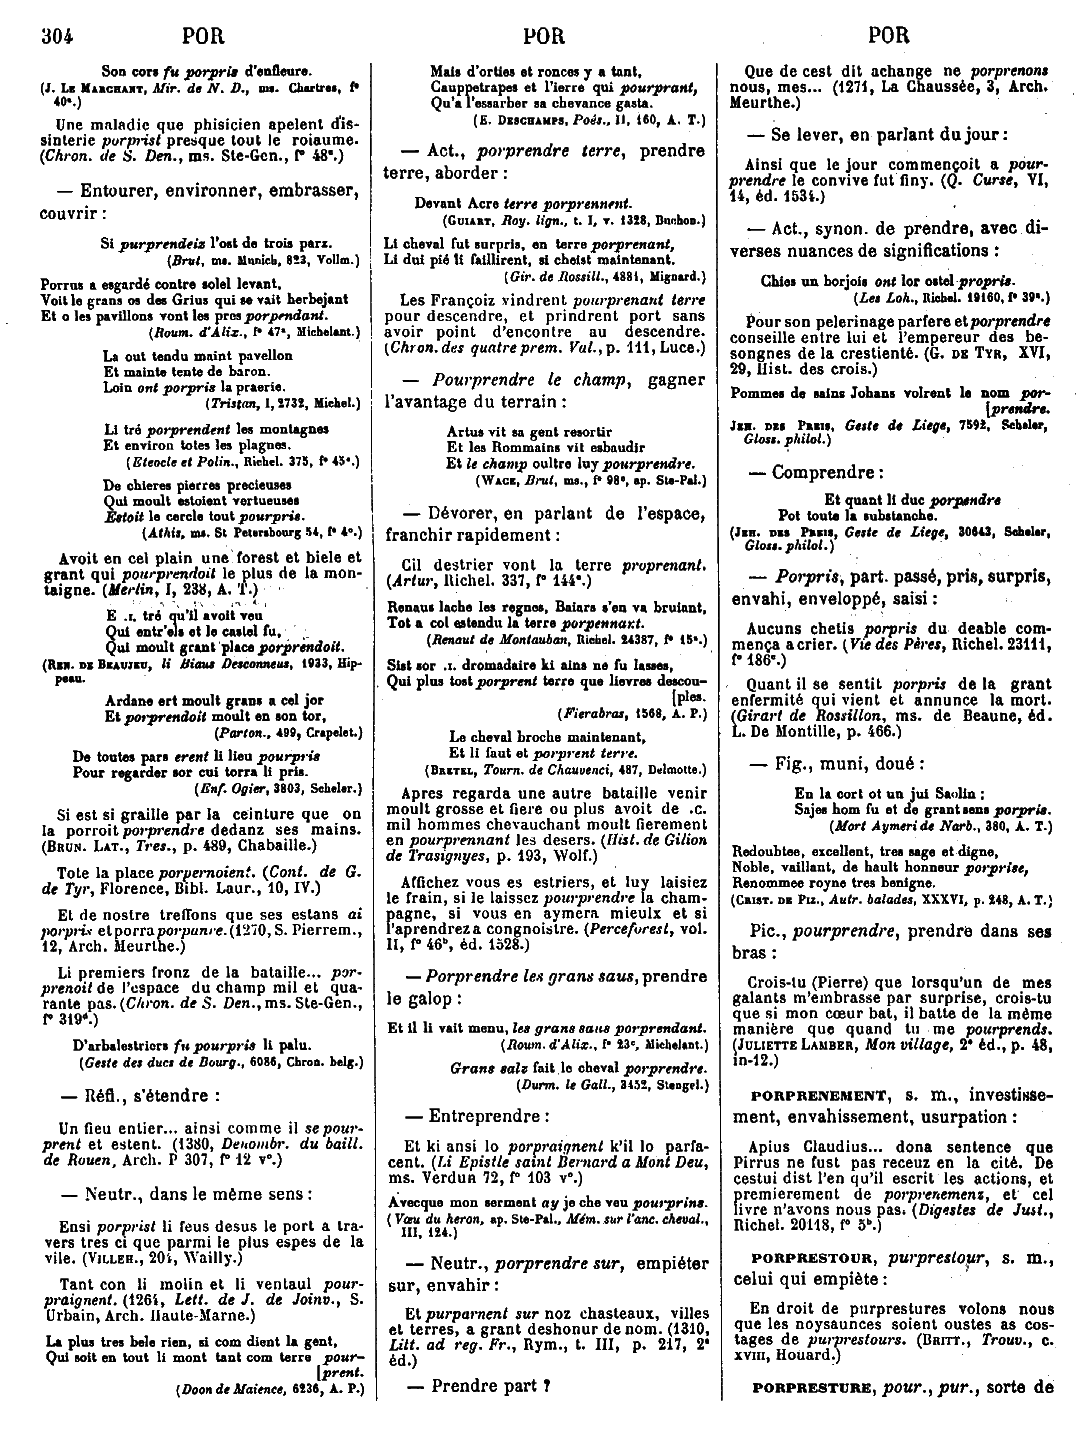 304 POR POR POR
Son cors fu porpris d'enfleure.
(J. LE MARCHANT, Mir. de N. D., ms. Chartres, f°
40ª.)
Une maladie que phisicien apelent dis-
sinterie purprist presque tout le roiaume.
(Chron. de S. Den., ms. Ste-Gen., f° 48ª.)
— Entourer, environner, embrasser,
couvrir :
Si purprendeiz l'ost de trois parz.
(Brut, ms. Munich, 823, Vollm.)
Porrus a esgardé contre solel levant,
Voit le grans os des Grius qui se vait herbejant
Et o les pavillons vont les pres porpendant.
(Roum. d'Alix., f° 47ª, Michelant.)
La out tendu maint pavellon
Et mainte tente de baron.
Loin ont porpris la praerie.
(Tristan, I, 2732, Michel.)
Li tré porprendent les montagnes
Et environ totes les plagnes.
(Eteocle et Polin., Richel. 375, f° 45ª.)
De chieres pierres precieuses
Qui moult estoient vertueuses
Estoit le cercle tout pourpris.
(Athis, ms. St Petersbourg 54, f° 4ª.)
Avoit en cel plain une forest et biele et
grant qui pourprendoit le plus de la mon-
taigne. (Merlin, I, 238, A. T.)
E .I. tré qu'il avoit veu
Qui entr'els et le castel fu,
Qui moult grant place porprendoit.
(REN. DE BEAUJEU, li Biaus Desconneus, 1933, Hip-
peau.
Ardane ert moult grans a cel jor
Et porprendoit moult en son tor,
(Parton., 499, Crapelet.)
De toutes pars erent li lieu pourpris
Pour regarder sor cui torra li pris.
(Enf. Ogier, 3803, Scheler.)
Si est si graille par la ceinture que on
la porroit porprendre dedanz ses mains.
(BRUN. LAT., Tres., p. 489, Chabaille.)
Tote la place porpernoient. (Cont. de G.
de Tyr, Florence, Bibl. Laur., 10, IV.)
Et de nostre treffons que ses estans ai
porpris et porra porpunre. (1270, S. Pierrem.,
12, Arch. Meurthe.)
Li premiers fronz de la bataille... por-
prenoit de l'espace du champ mil et qua-
rante pas. (Chron. de S. Den., ms. Ste-Gen.,
f° 319ª.)
D'arbalestriers fu pourpris li palu.
(Geste des ducs de Bourg., 6086, Chron. belg.)
— Réfl., s'étendre :
Un fieu entier... ainsi comme il se pour-
prent et estent. (1380, Denombr. du baill.
de Rouen, Arch. P 307, f° 12 v°.)
— Neutr., dans le même sens :
Ensi porprist li feus desus le port a tra-
vers tres ci que parmi le plus espes de la
vile. (VILLEH., 204, Wailly.)
Tant con li molin et li ventaul pour-
praignent. (1264, Lett. de J. de Joinv., S.
Urbain, Arch. Haute-Marne.)
La plus tres bele rien, si com dient la gent,
Qui soit en tout li mont tant com terre pour-
[prent.
(Doon de Maience, 6236, A. P.)
Mais d'orties et ronces y a tant,
Cauppetrapes et l'ierre qui pourprant,
Qu'a l'essarber sa chevance gasta.
(E. DESCHAMPS, Poés., II, 160, A. T.)
— Act., porprendre terre, prendre
terre, aborder :
Devant Acre terre porprennent.
(GUIART, Roy. lign., t. I, v. 1328, Buchon.)
Li cheval fut surpris, en terre porprenant,
Li dui pié li faillirent, si cheist maintenant.
(Gir. de Rossill., 4881, Mignard.)
Les Françoiz vindrent pourprenant terre
pour descendre, et prindrent port sans
avoir point d'encontre au descendre.
(Chron. des quatre prem. Val., p. 111, Luce.)
— Pourprendre le champ, gagner
l'avantage du terrain :
Artus vit sa gent resortir
Et les Rommains vit esbaudir
Et le champ oultre luy pourprendre.
(WACE, Brut, ms., f° 98ª, ap. Ste-Pal.)
— Dévorer, en parlant de l'espace,
franchir rapidement :
Cil destrier vont la terre proprenant.
(Artur, Richel. 337, f° 144ª.)
Renaus lache les regnes, Baiars s'en va bruiant,
Tot a col estendu la terre porpennaxt.
(Renaut de Montauban, Richel. 24387, f° 15ª.)
Sist sor .I. dromadaire ki ains ne fu lasses,
Qui plus tost porprent terre que lievres descou-
[ples.
(Fierabras, 1568, A. P.)
Le cheval broche maintenant,
Et li faut et porprent terre.
(BRETEL, Tourn. de Chauvenci, 487, Delmotte.)
Apres regarda une autre bataille venir
moult grosse et fiere ou plus avoit de .C.
mil hommes chevauchant moult fierement
en pourprennant les desers. (Hist. de Gilion
de Trasignyes, p. 193, Wolf.)
Affichez vous es estriers, et luy laisiez
le frain, si le laissez pourprendre la cham-
pagne, si vous en aymera mieulx et si
l'aprendrez a congnoistre. (Perceforest, vol.
II, f° 46ᵇ, éd. 1528.)
— Porprendre les grans saus, prendre
le galop :
Et il li vait menu, les grans saus porprendant.
(Roum. d'Alix., f° 23ᶜ, Michelant.)
Grans salz fait le cheval porprendre.
(Durm. le Gall., 3452, Stengel.)
— Entreprendre :
Et ki ansi lo porpraignent k'il lo parfa-
cent. (Li Epistle saint Bernard a Mont Deu,
ms. Verdun 72, f° 103 v°.)
Avecque mon serment ay je che veu pourprins.
(Vœu du heron, ap. Ste-Pal., Mém. sur l'anc. cheval.,
III, 124.)
— Neutr., porprendre sur, empiéter
sur, envahir :
Et purparnent sur noz chasteaux, villes
et terres, a grant deshonur de nom. (1310,
Litt. ad reg. Fr., Rym., t. III, p. 217, 2ᵉ
éd.)
— Prendre part ?
Que de cest dit achange ne porprenons
nous, mes... (1271, La Chaussée, 3, Arch.
Meurthe.)
— Se lever, en parlant du jour :
Ainsi que le jour commençoit a pour-
prendre le convive fut finy. (Q. Curse, VI,
14, éd. 1534.)
— Act., synon. de prendre, avec di-
verses nuances de significations :
Chies un borjois ont lor ostel propris.
(Les Loh., Richel. 19160, f° 39ª.)
Pour son pelerinage parfere et porprendre
conseille entre lui et l'empereur des be-
songnes de la crestienté. (G. DE TYR, XVI,
29, Hist. des crois.)
Pommes de sains Johans volrent le nom por-
[prendre.
JEH. DES PREIS, Geste de Liege, 7592, Scheler,
Gloss. philol.)
— Comprendre :
Et quant li duc porpendre
Pot toute la substanche.
(JEH. DES PREIS, Geste de Liege, 30643, Scheler,
Gloss. philol.)
— Porpris, part. passé, pris, surpris,
envahi, enveloppé, saisi :
Aucuns chetis porpris du deable com-
mença a crier. (Vie des Pères, Richel. 23111,
f° 186ª.)
Quant il se sentit porpris de la grant
enfermité qui vient et annunce la mort.
(Girart de Rossillon, ms. de Beaune, éd.
L. De Montille, p. 466.)
— Fig., muni, doué :
En la cort ot un jui Saolin ;
Sajes hom fu et de grant sens porpris.
(Mort Aymeri de Narb., 380, A. T.)
Redoubtee, excellent, tres sage et digne,
Noble, vaillant, de hault honneur porprise,
Renommee royne tres benigne.
(CRIST. DE PIZ., Autr. balades, XXXVI, p. 248, A. T.)
Pic., pourprendre, prendre dans ses
bras :
Crois-tu (Pierre) que lorsqu'un de mes
galants m'embrasse par surprise, crois-tu
que si mon cœur bat, il batte de la même
manière que quand tu me pourprends.
(JULIETTE LAMBER, Mon village, 2ᵉ éd., p. 48,
in-12.)
PORPRENEMENT, s. m., investisse-
ment, envahissement, usurpation :
Apius Claudius... dona sentence que
Pirrus ne fust pas receuz en la cité. De
cestui dist l'en qu'il escrit les actions, et
premierement de porprenemenz, et cel
livre n'avons nous pas. (Digestes de Just.,
Richel. 20118, f° 5ᵇ.)
PORPRESTOUR, purprestour, s. m.,
celui qui empiète :
En droit de purprestures volons nous
que les noysaunces soient oustes as cos-
tages de purprestours. (BRITT., Trouv., c.
XVIII, Houard.)
PORPRESTURE, pour., pur., sorte de